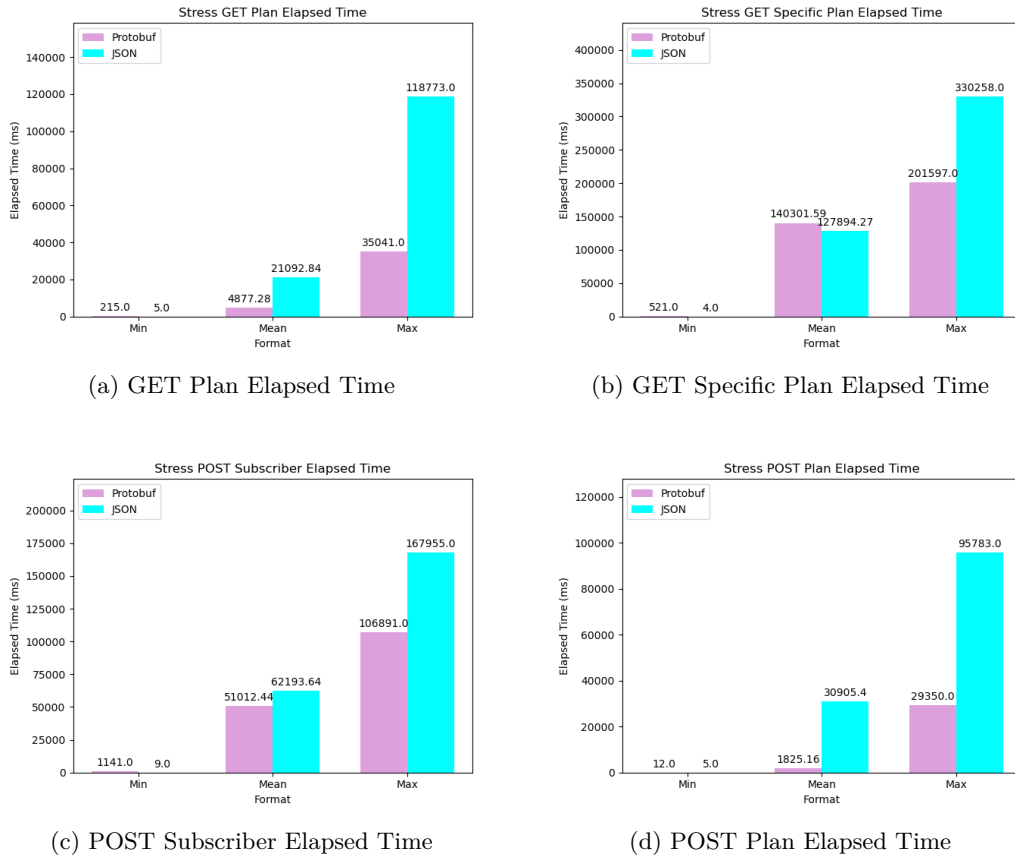 Stress GET Plan Elapsed Time
Protobuf
JSON
Elapsed Time (ms)
140000
120000
100000
80000
60000
40000
20000
0
215.0
5.0
4877.28
21092.84
35041.0
118773.0
Min
Mean
Max
Format
(a) GET Plan Elapsed Time
Stress GET Specific Plan Elapsed Time
Protobuf
JSON
Elapsed Time (ms)
400000
350000
300000
250000
200000
150000
100000
50000
0
521.0
4.0
140301.59
127894.27
201597.0
330258.0
Min
Mean
Max
Format
(b) GET Specific Plan Elapsed Time
Stress POST Subscriber Elapsed Time
Protobuf
JSON
Elapsed Time (ms)
200000
175000
150000
125000
100000
75000
50000
25000
0
1141.0
9.0
51012.44
62193.64
106891.0
167955.0
Min
Mean
Max
Format
(c) POST Subscriber Elapsed Time
Stress POST Plan Elapsed Time
Protobuf
JSON
Elapsed Time (ms)
120000
100000
80000
60000
40000
20000
0
12.0
5.0
1825.16
30905.4
29350.0
95783.0
Min
Mean
Max
Format
(d) POST Plan Elapsed Time